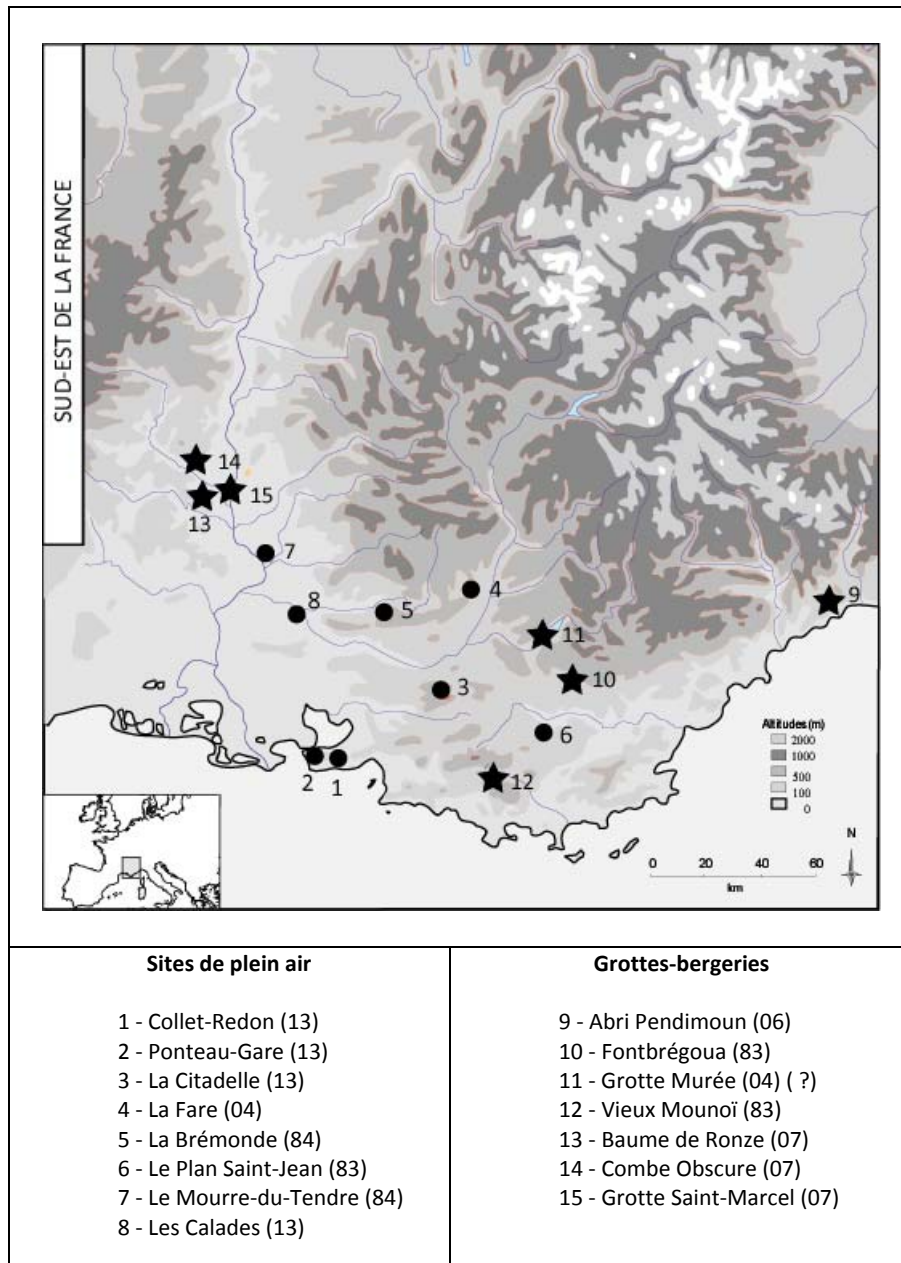 SUD-EST DE LA FRANCE
14
15
13
7
4
9
8
5
11
10
3
6
2
1
12
Altitudes (m)
2000
1000
500
100
0
N
0 20 40 60
km
Sites de plein air
1 - Collet-Redon (13)
2 - Ponteau-Gare (13)
3 - La Citadelle (13)
4 - La Fare (04)
5 - La Brémonde (84)
6 - Le Plan Saint-Jean (83)
7 - Le Mourre-du-Tendre (84)
8 - Les Calades (13)
Grottes-bergeries
9 - Abri Pendimoun (06)
10 - Fontbrégoua (83)
11 - Grotte Murée (04) ( ?)
12 - Vieux Mounoï (83)
13 - Baume de Ronze (07)
14 - Combe Obscure (07)
15 - Grotte Saint-Marcel (07)